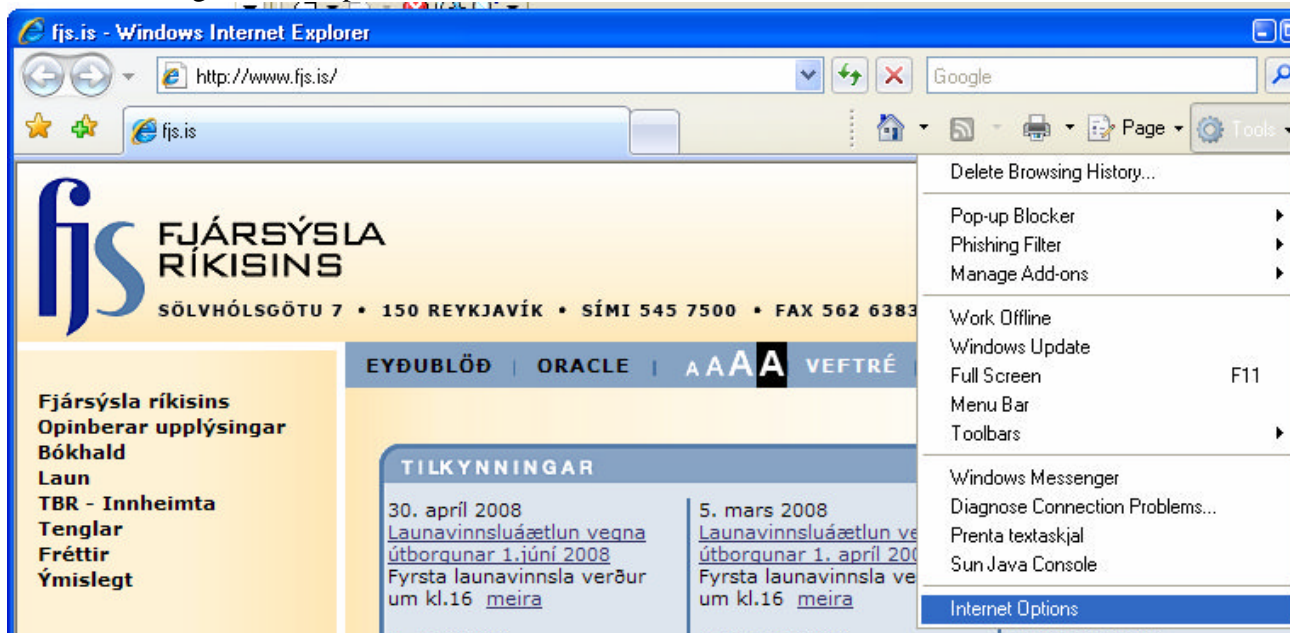 fjs.is - Windows Internet Explorer
http://www.fjs.is/
Google
fjs.is
Page
Tools
Delete Browsing History...
Pop-up Blocker
Phishing Filter
Manage Add-ons
Work Offline
Windows Update
Full Screen F11
Menu Bar
Toolbars
Windows Messenger
Diagnose Connection Problems...
Prenta textaskjal
Sun Java Console
Internet Options
fjs
FJÁRSÝSLA
RÍKISINS
SÖLVHÓLSGÖTU 7 • 150 REYKJAVÍK • SÍMI 545 7500 • FAX 562 6383
EYÐUBLÖÐ | ORACLE | A A A A VEFTRÉ
Fjársýsla ríkisins
Opinberar upplýsingar
Bókhald
Laun
TBR - Innheimta
Tenglar
Fréttir
Ýmislegt
TILKYNNINGAR
30. apríl 2008
Launavinnsluáætlun vegna
útborgunar 1.júní 2008
Fyrsta launavinnsla verður
um kl.16 meira
5. mars 2008
Launavinnsluáætlun ve
útborgunar 1. apríl 200
Fyrsta launavinnsla ve
um kl.16 meira